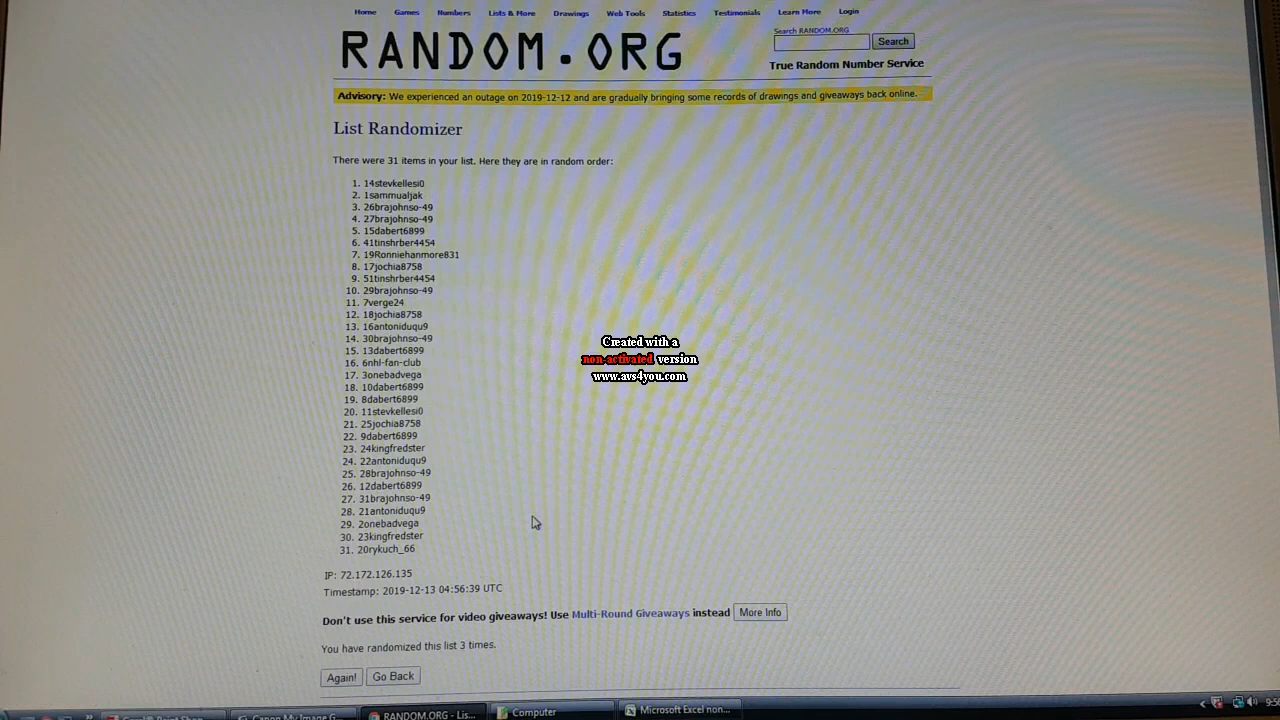 Home Games Numbers Lists & More Drawings Web Tools Statistics Testimonials Learn More Login
RANDOM.ORG
Search RANDOM.ORG
Search
True Random Number Service
Advisory: We experienced an outage on 2019-12-12 and are gradually bringing some records of drawings and giveaways back online.
List Randomizer
There were 31 items in your list. Here they are in random order:
1. 14stevkellesi0
2. 1sammualjak
3. 26brajohnso-49
4. 27brajohnso-49
5. 15dabert6899
6. 41tinshrber4454
7. 19Ronniehanmore831
8. 17jochia8758
9. 51tinshrber4454
10. 29brajohnso-49
11. 7verge24
12. 18jochia8758
13. 16antoniduqu9
14. 30brajohnso-49
15. 13dabert6899
16. 6nhl-fan-club
17. 3onebadvega
18. 10dabert6899
19. 8dabert6899
20. 11stevkellesi0
21. 25jochia8758
22. 9dabert6899
23. 24kingfredster
24. 22antoniduqu9
25. 28brajohnso-49
26. 12dabert6899
27. 31brajohnso-49
28. 21antoniduqu9
29. 2onebadvega
30. 23kingfredster
31. 20rykuch_66
Created with a
non-activated version
www.avs4you.com
IP: 72.172.126.135
Timestamp: 2019-12-13 04:56:39 UTC
Don't use this service for video giveaways! Use Multi-Round Giveaways instead More Info
You have randomized this list 3 times.
Again! Go Back
Canon My Image G... RANDOM.ORG - Lis... Computer Microsoft Excel non...